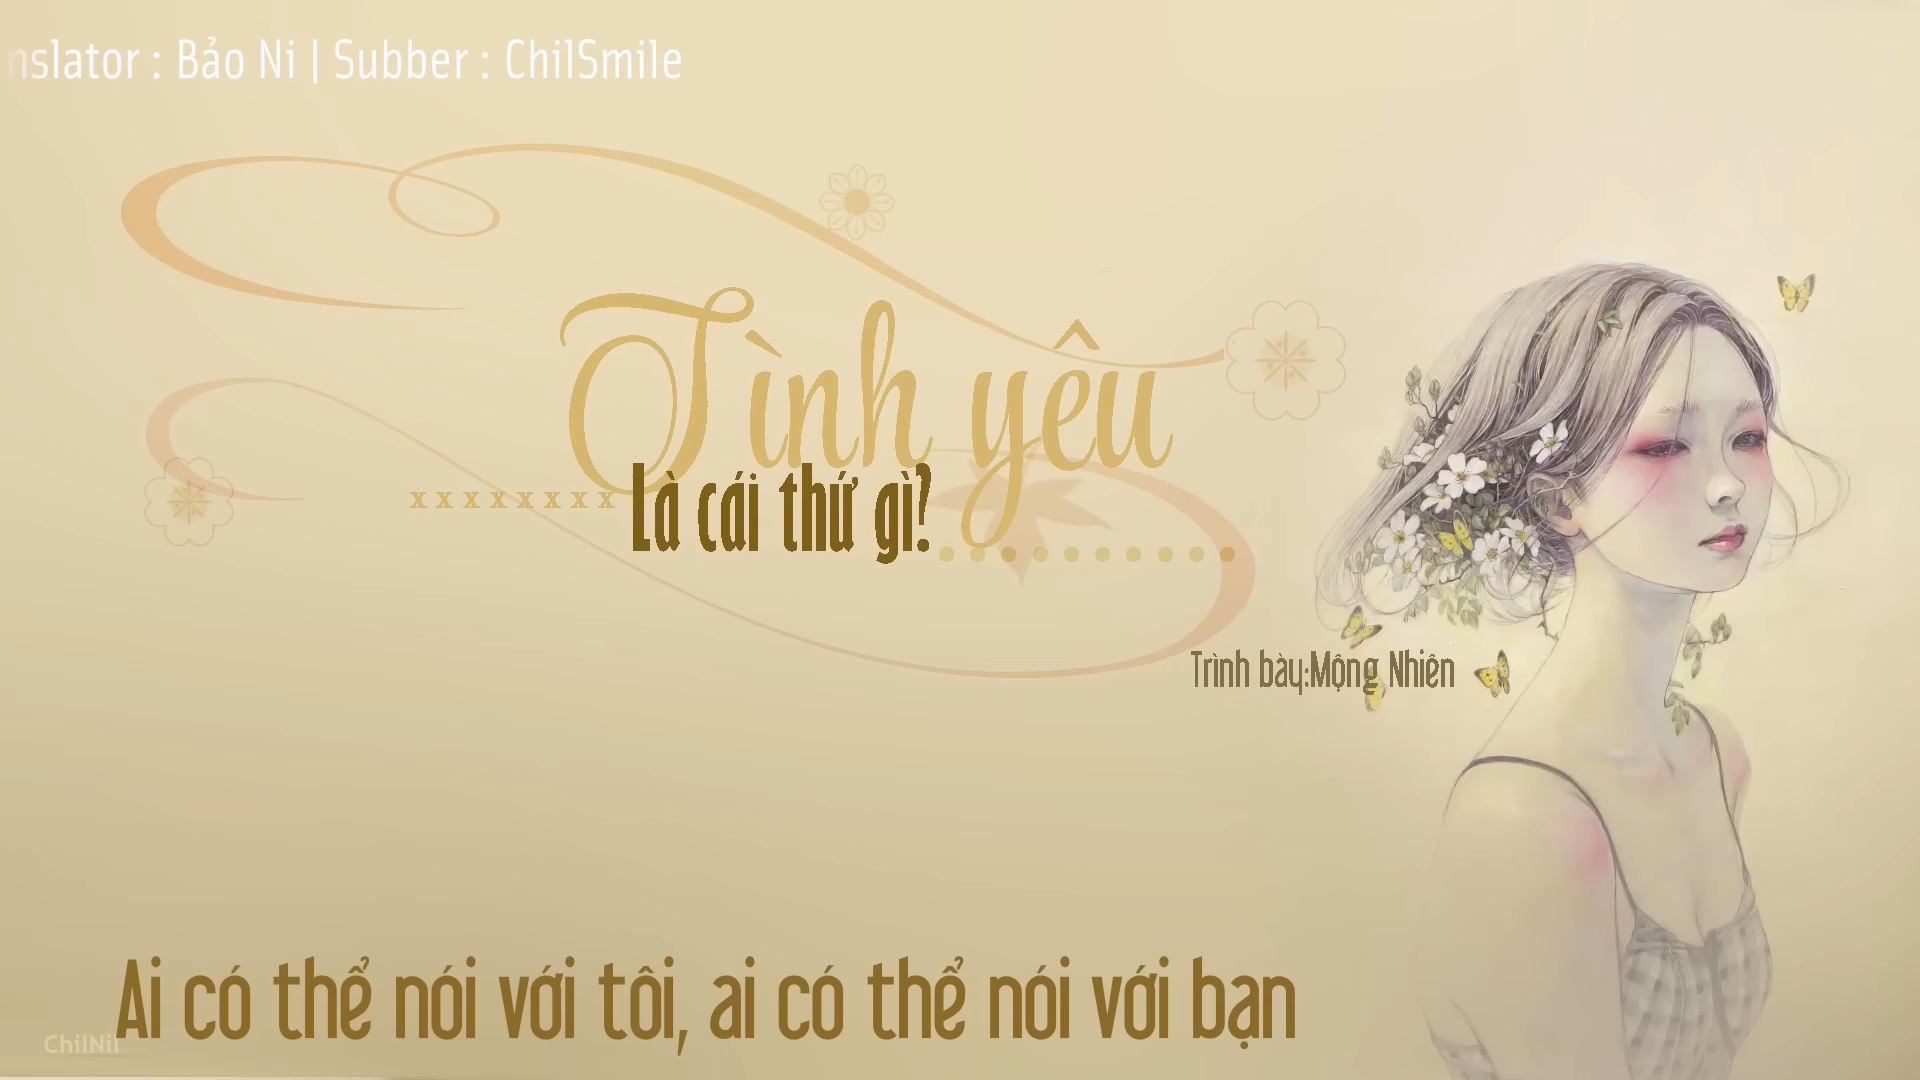 nslator : Bảo Ni | Subber : ChilSmile
Tình yêu
xxxxxxxx Là cái thứ gì?..........
Trình bày:Mộng Nhiên
Ai có thể nói với tôi, ai có thể nói với bạn
ChilNil